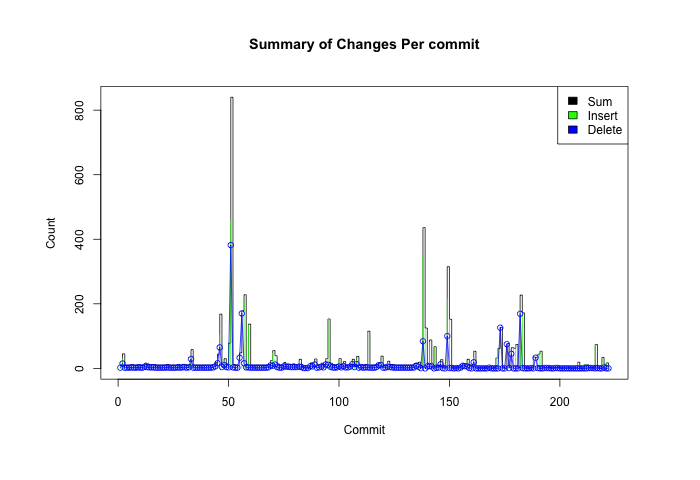 Summary of Changes Per commit
Sum
Insert
Delete
Count
800
600
400
200
0
0 50 100 150 200
Commit